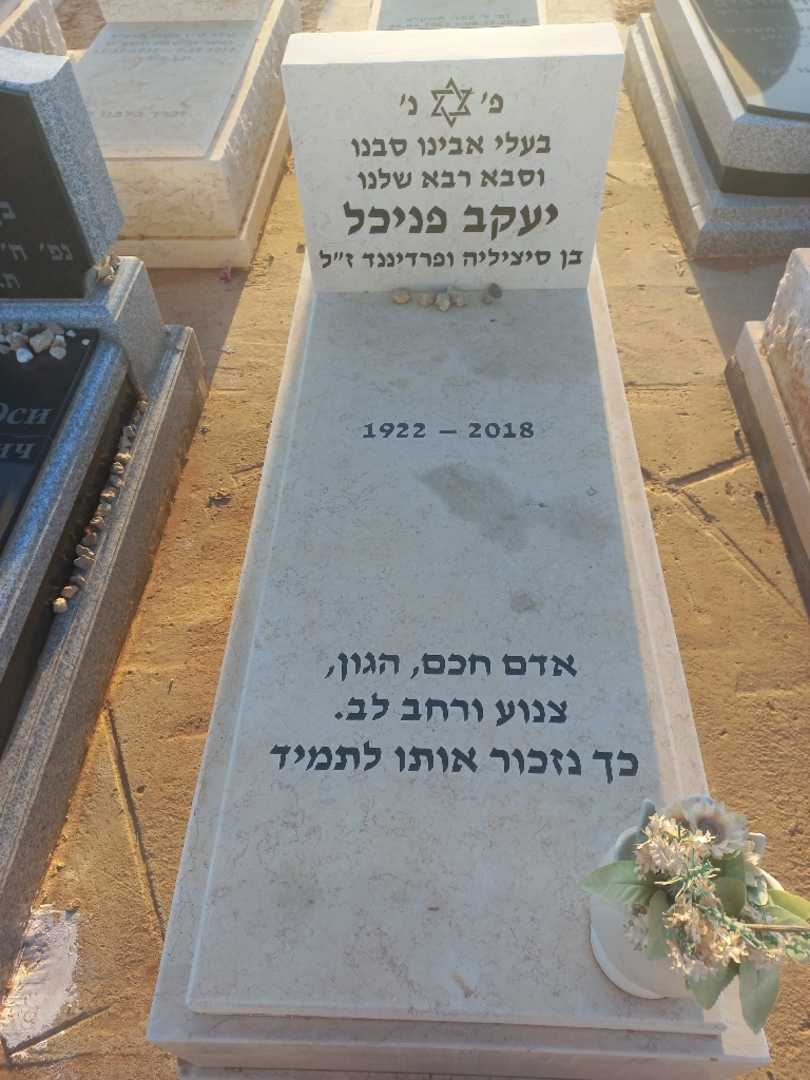 פ' נ'
בעלי אבינו סבנו
וסבא רבא שלנו
יעקב פניכל
בן סיציליה ופרדיננד ז"ל
1922 – 2018
אדם חכם, הגון,
צנוע ורחב לב.
כך נזכור אותו לתמיד
נפ' ח'